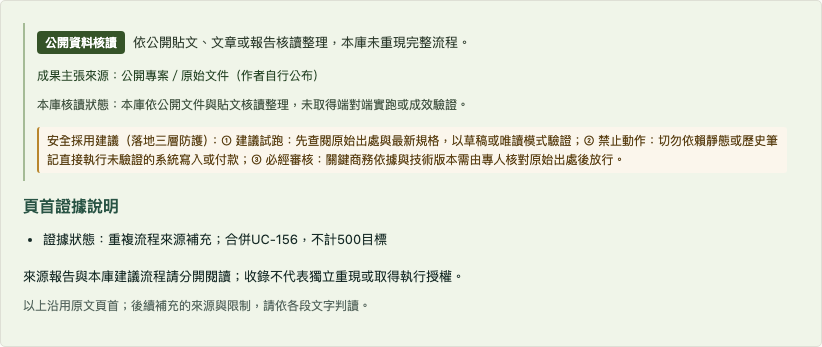 公開資料核讀 依公開貼文、文章或報告核讀整理，本庫未重現完整流程。
成果主張來源：公開專案 / 原始文件（作者自行公布）
本庫核讀狀態：本庫依公開文件與貼文核讀整理，未取得端對端實跑或成效驗證。
安全採用建議（落地三層防護）：① 建議試跑：先查閱原始出處與最新規格，以草稿或唯讀模式驗證；② 禁止動作：切勿依賴靜態或歷史筆
記直接執行未驗證的系統寫入或付款；③ 必經審核：關鍵商務依據與技術版本需由專人核對原始出處後放行。
頁首證據說明
• 證據狀態：重複流程來源補充；合併UC-156，不計500目標
來源報告與本庫建議流程請分開閱讀；收錄不代表獨立重現或取得執行授權。
以上沿用原文頁首；後續補充的來源與限制，請依各段文字判讀。